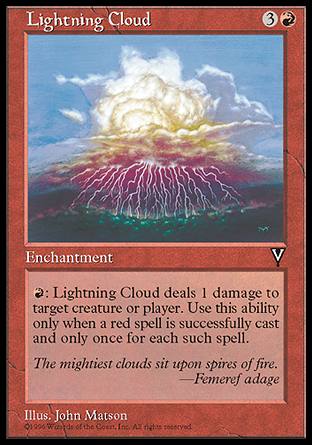 Lightning Cloud 3
Enchantment
: Lightning Cloud deals 1 damage to
target creature or player. Use this ability
only when a red spell is successfully cast
and only once for each such spell.
The mightiest clouds sit upon spires of fire.
—Femeref adage
Illus. John Matson
©1996 Wizards of the Coast, Inc. All rights reserved.